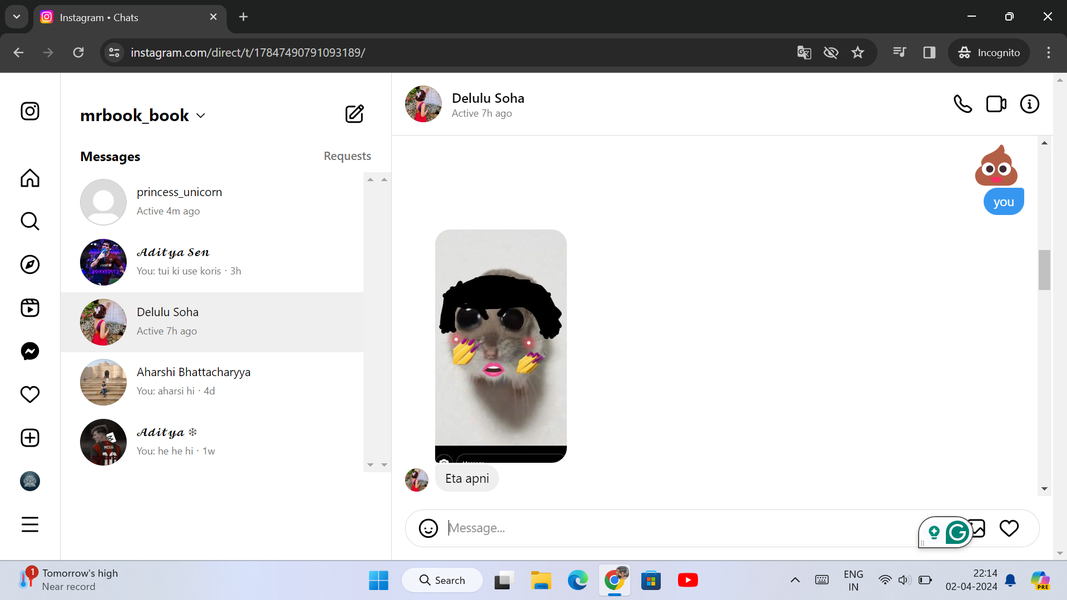 Instagram • Chats
instagram.com/direct/t/17847490791093189/
Incognito
mrbook_book
Messages
Requests
princess_unicorn
Active 4m ago
𝓐𝓭𝓲𝓽𝔂𝓪 𝓢𝓮𝓷
You: tui ki use koris · 3h
Delulu Soha
Active 7h ago
Aharshi Bhattacharyya
You: aharsi hi · 4d
𝓐𝓭𝓲𝓽𝔂𝓪 ❄
You: he he hi · 1w
Delulu Soha
Active 7h ago
you
Eta apni
Message...
1
Tomorrow's high
Near record
Search
ENG
IN
22:14
02-04-2024
PRE